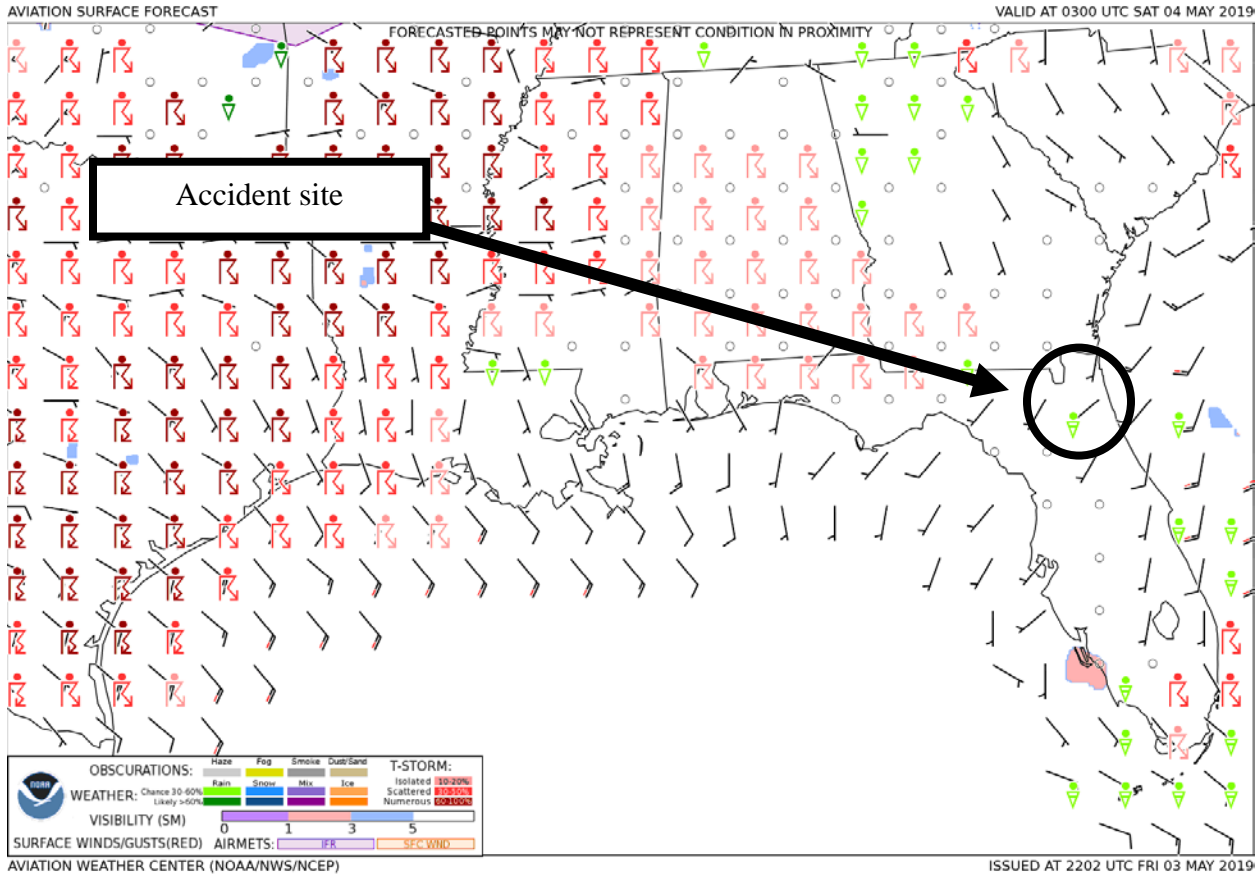 AVIATION SURFACE FORECAST
VALID AT 0300 UTC SAT 04 MAY 2019
FORECASTED POINTS MAY NOT REPRESENT CONDITION IN PROXIMITY
Accident site
OBSCURATIONS: Haze Fog Smoke Dust/Sand
WEATHER: Rain Snow Mix Ice
Chance 30-60%
Likely >60%
T-STORM:
Isolated 10-20%
Scattered 30-50%
Numerous 60-100%
VISIBILITY (SM)
0 1 3 5
SURFACE WINDS/GUSTS(RED) AIRMETS: IFR SFC WND
NOAA
AVIATION WEATHER CENTER (NOAA/NWS/NCEP)
ISSUED AT 2202 UTC FRI 03 MAY 2019